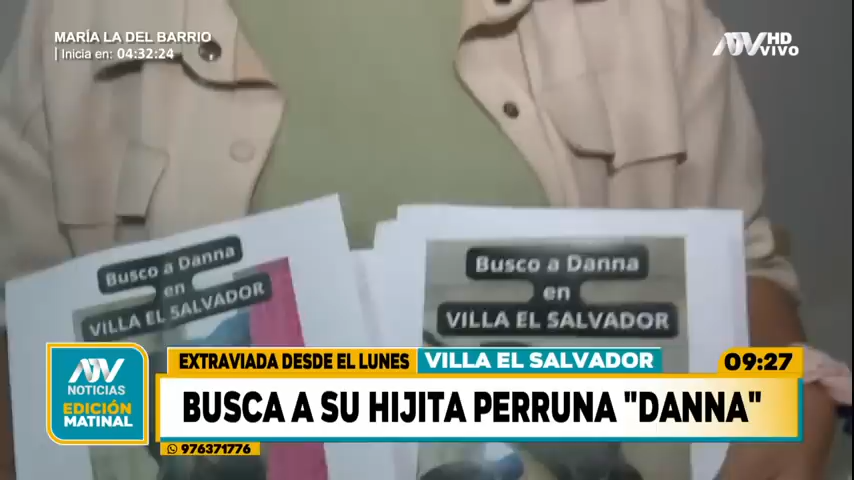 MARÍA LA DEL BARRIO
| Inicia en: 04:32:24
ATV HD
VIVO
Busco a Danna
en
VILLA EL SALVADOR
Busco a Danna
en
VILLA EL SALVADOR
ATV
NOTICIAS
EDICIÓN
MATINAL
EXTRAVIADA DESDE EL LUNES
VILLA EL SALVADOR
09:27
BUSCA A SU HIJITA PERRUNA "DANNA"
976371776